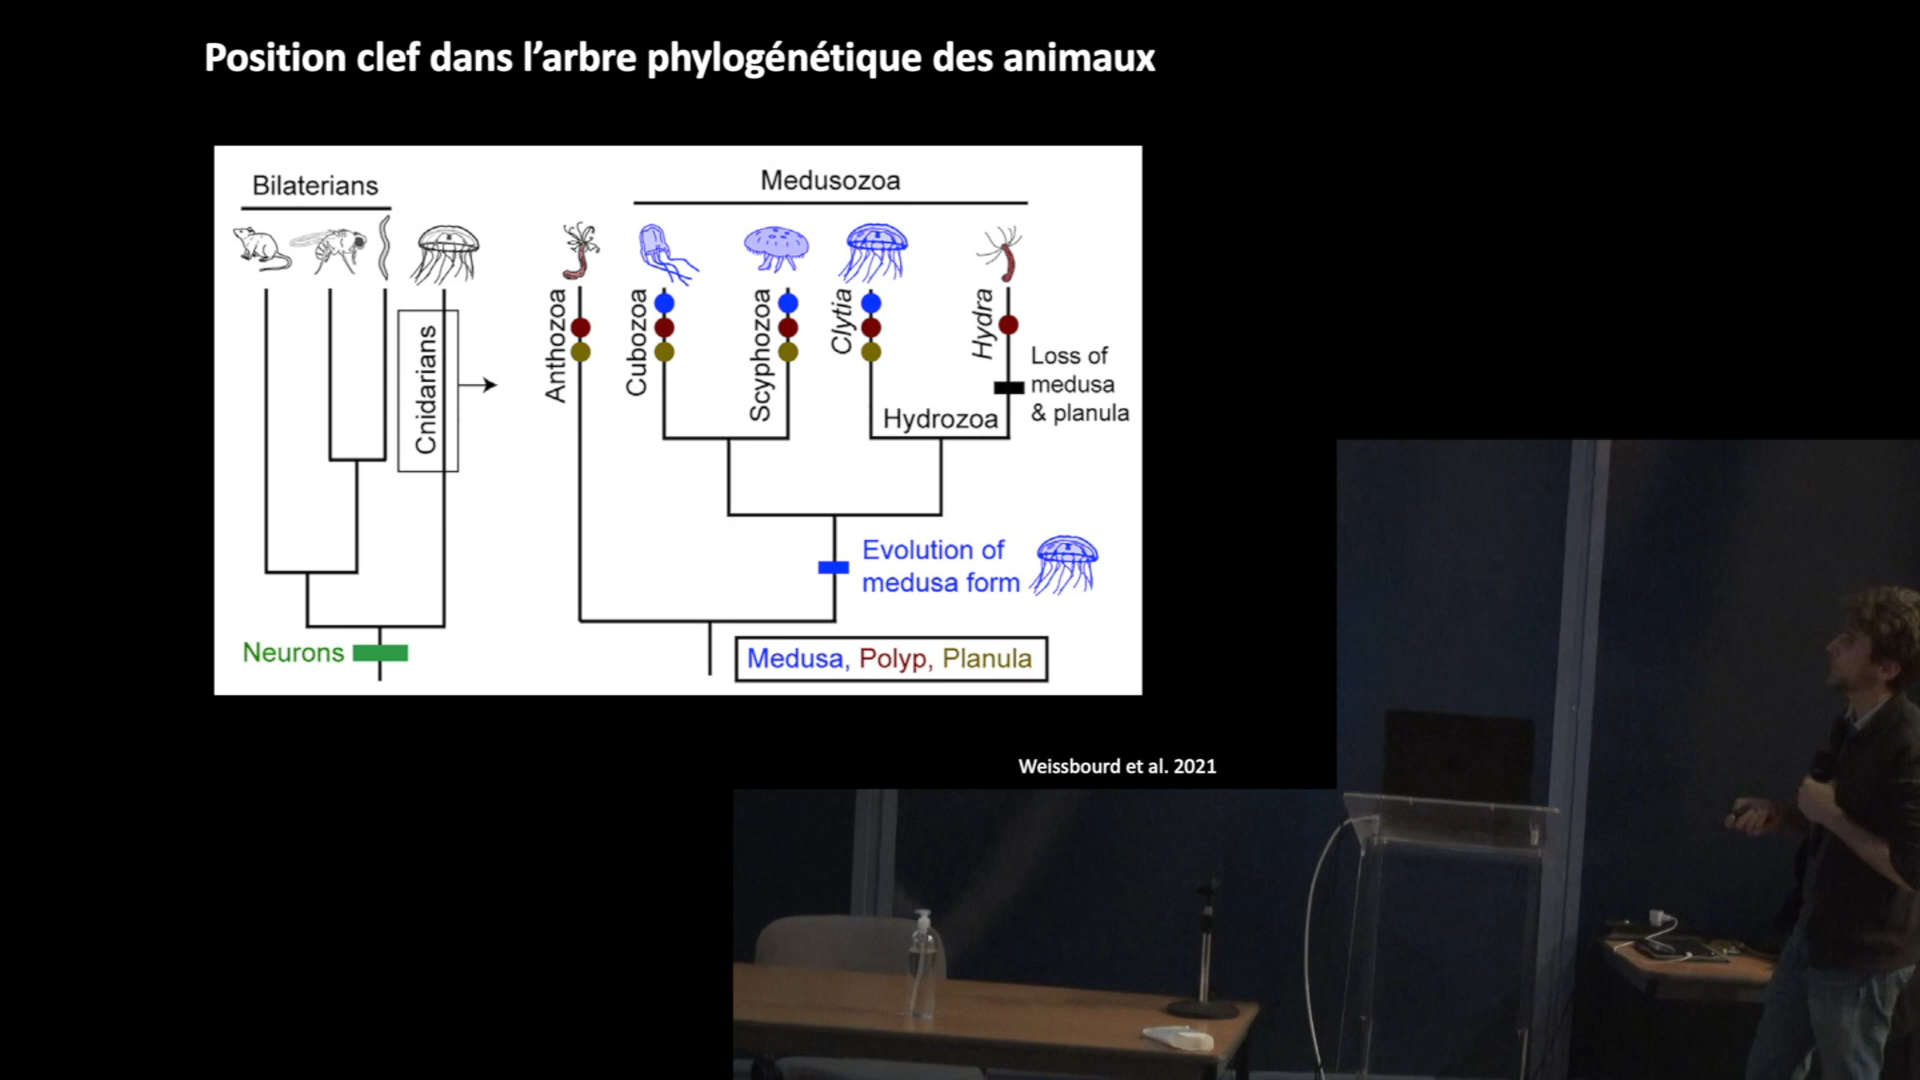 Position clef dans l’arbre phylogénétique des animaux
Bilaterians
Medusozoa
Cnidarians
Anthozoa
Cubozoa
Scyphozoa
Clytia
Hydra
Loss of
medusa
& planula
Hydrozoa
Evolution of
medusa form
Neurons
Medusa, Polyp, Planula
Weissbourd et al. 2021